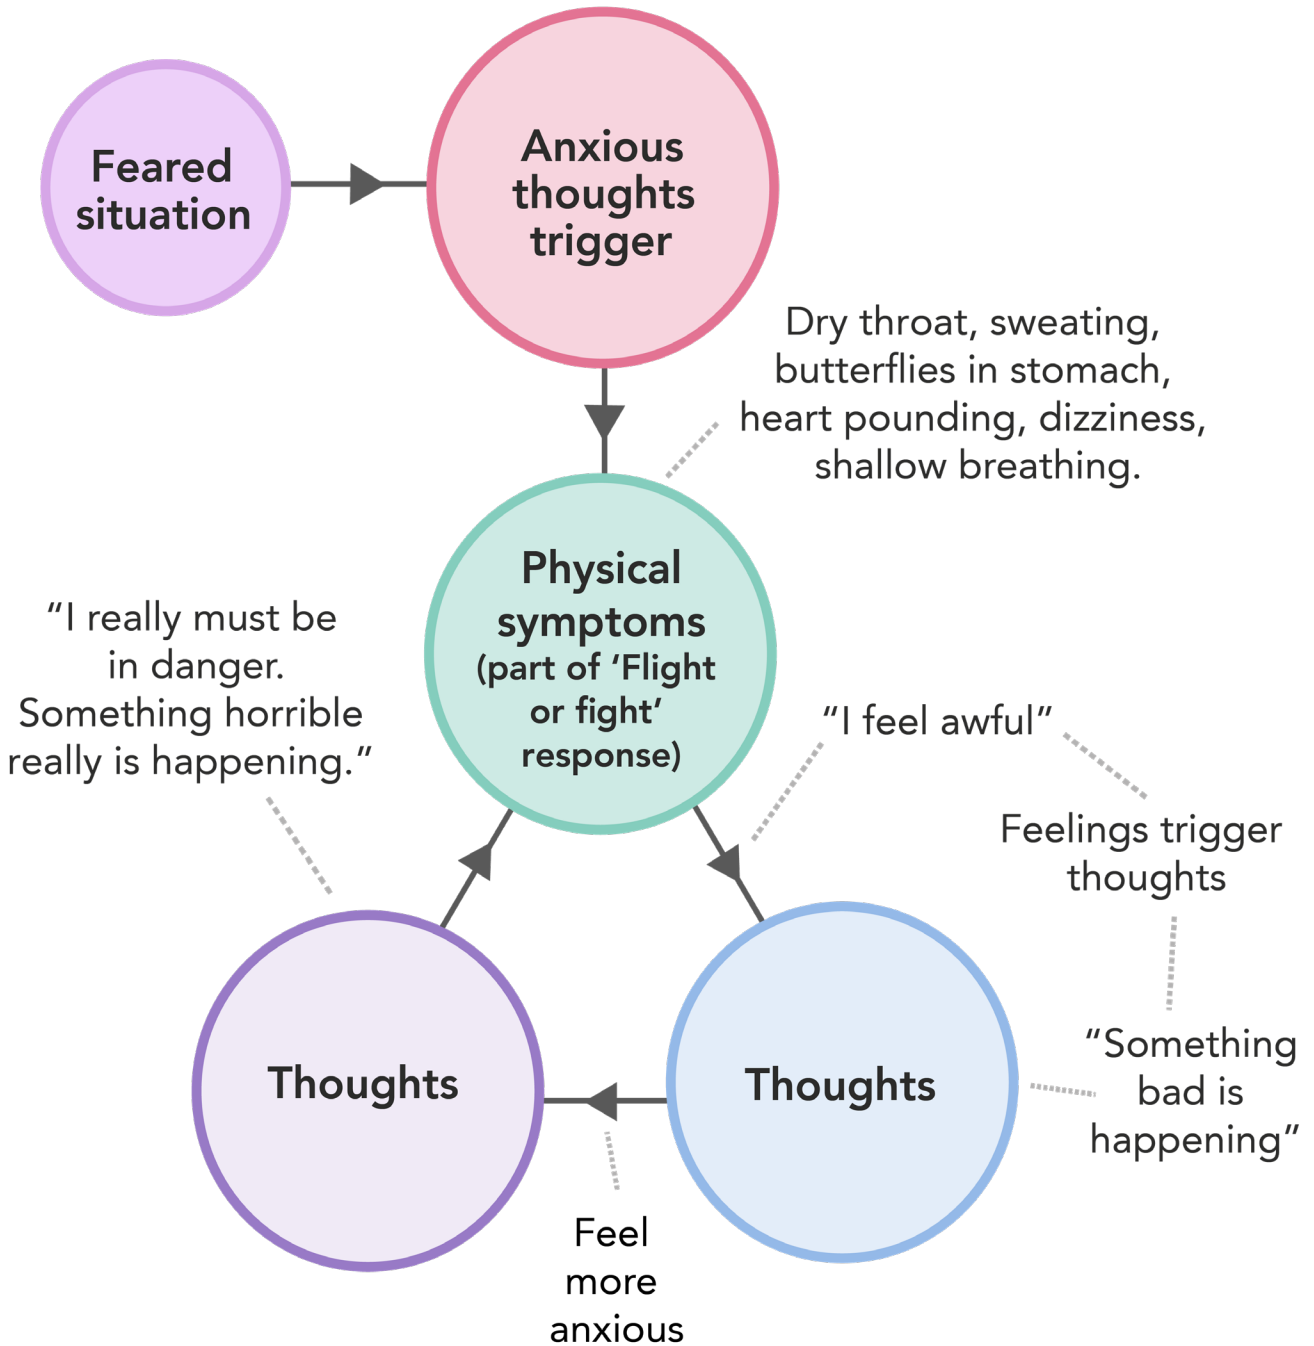 Feared
situation
Anxious
thoughts
trigger
Dry throat, sweating,
butterflies in stomach,
heart pounding, dizziness,
shallow breathing.
Physical
symptoms
(part of ‘Flight
or fight’
response)
“I really must be
in danger.
Something horrible
really is happening.”
“I feel awful”
Feelings trigger
thoughts
“Something
bad is
happening”
Thoughts
Thoughts
Feel
more
anxious